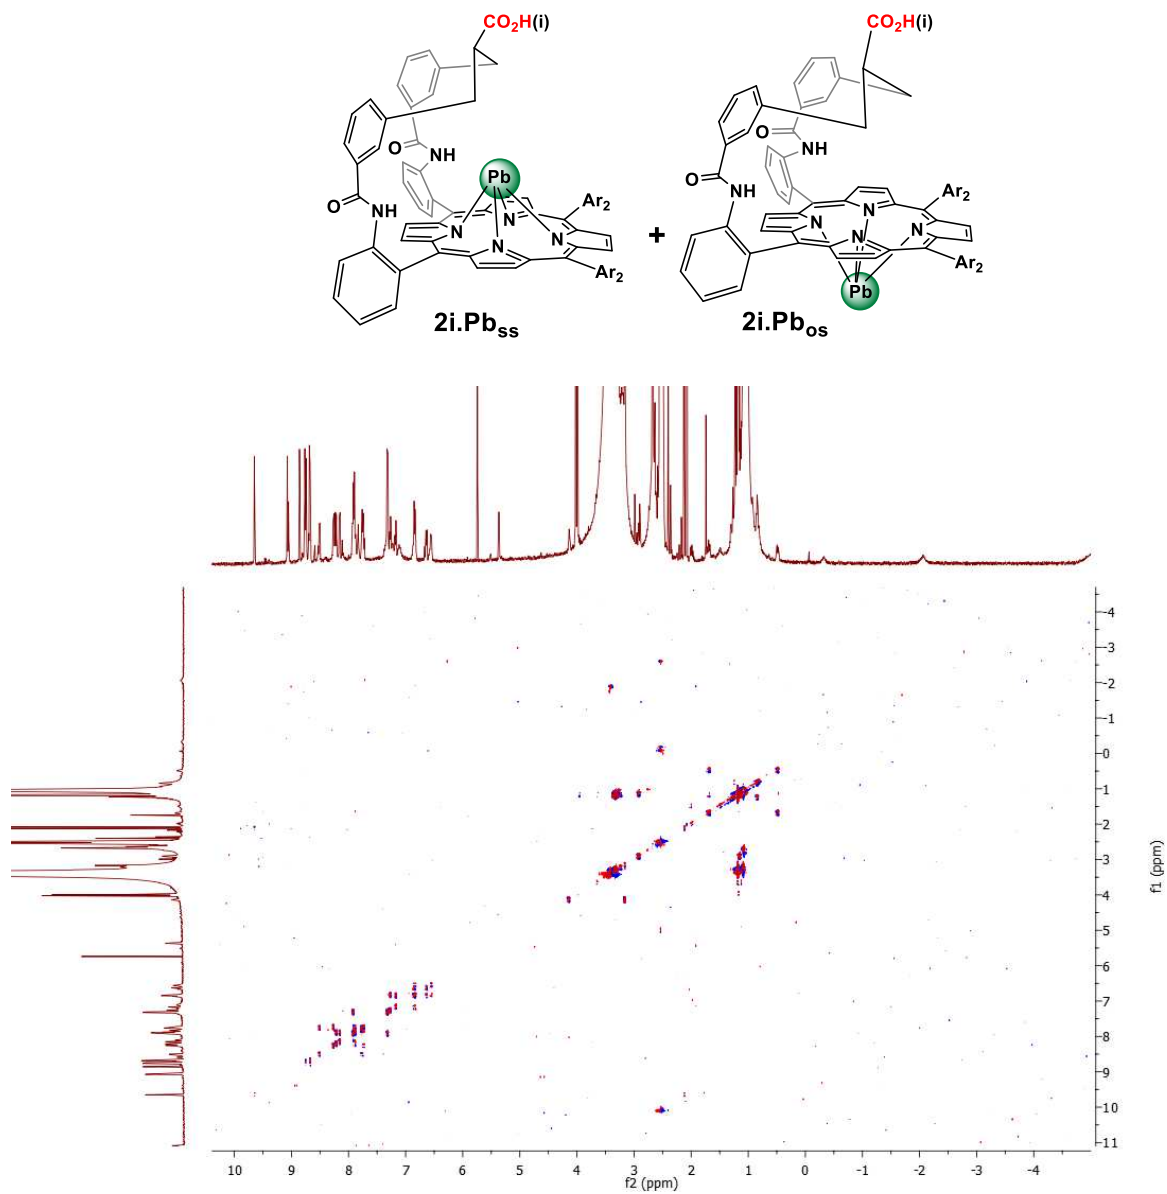 CO2H(i)
CO2H(i)
O
NH
O
NH
Pb
N
N
N
N
Ar2
Ar2
2i.Pbss
+
O
NH
O
NH
N
N
N
N
Ar2
Ar2
Pb
2i.Pbos
-4
-3
-2
-1
0
1
2
3
4
5
6
7
8
9
10
11
f1 (ppm)
10 9 8 7 6 5 4 3 2 1 0 -1 -2 -3 -4
f2 (ppm)